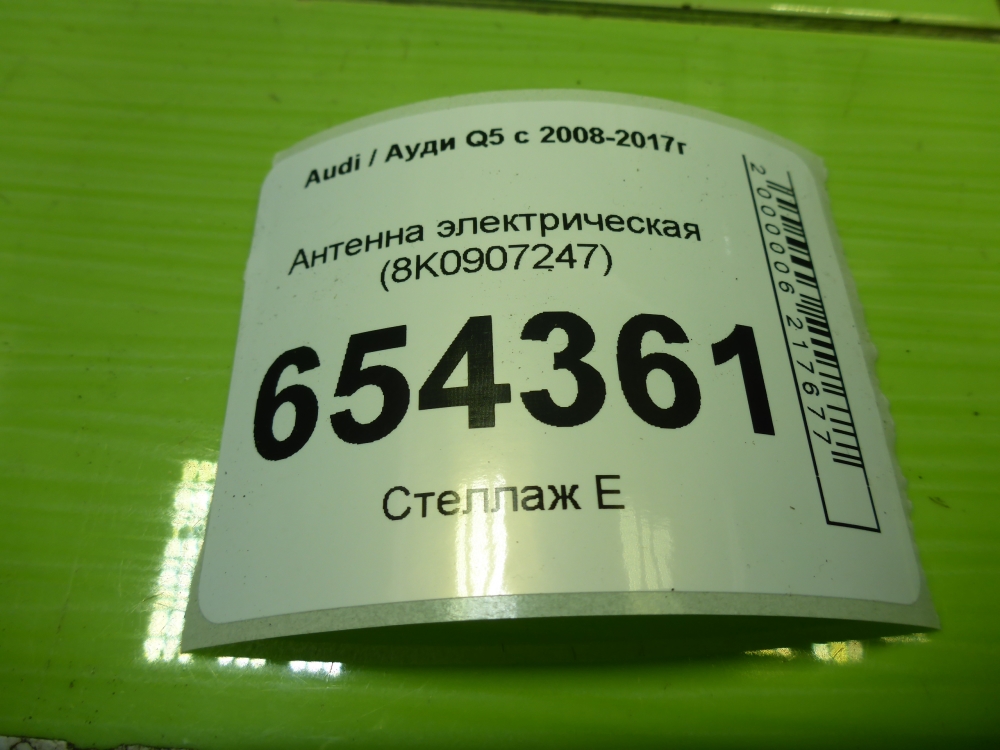 Audi / Ауди Q5 с 2008-2017г
Антенна электрическая
(8K0907247)
654361
Стеллаж Е
2000006217677